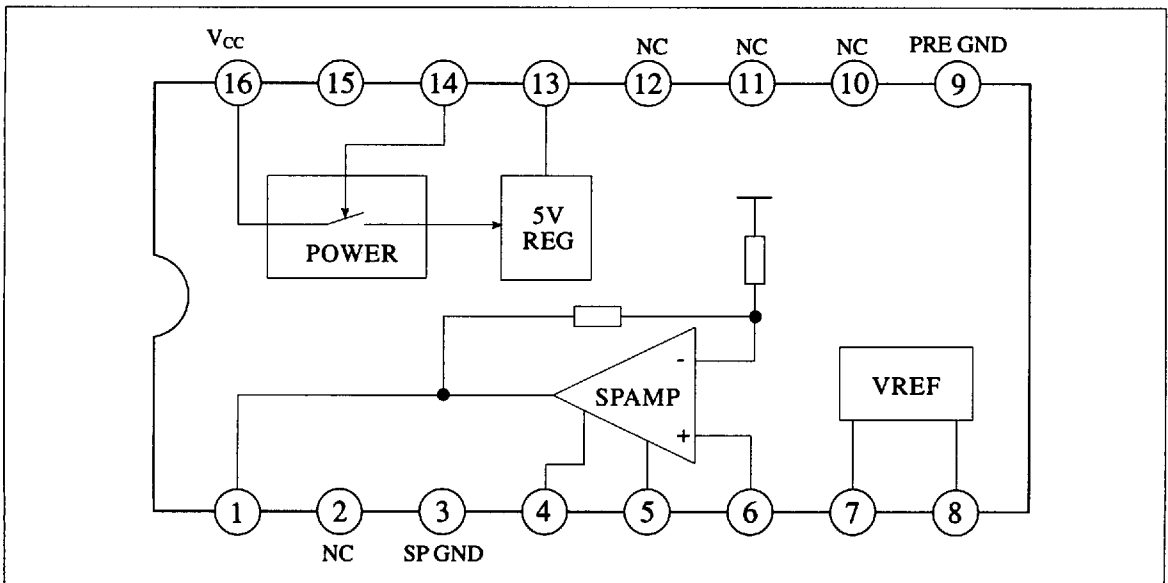 VCC
NC
NC
NC
PRE GND
16 15 14 13 12 11 10 9
5V
REG
POWER
-
SPAMP
+
VREF
1 2 3 4 5 6 7 8
NC
SP GND